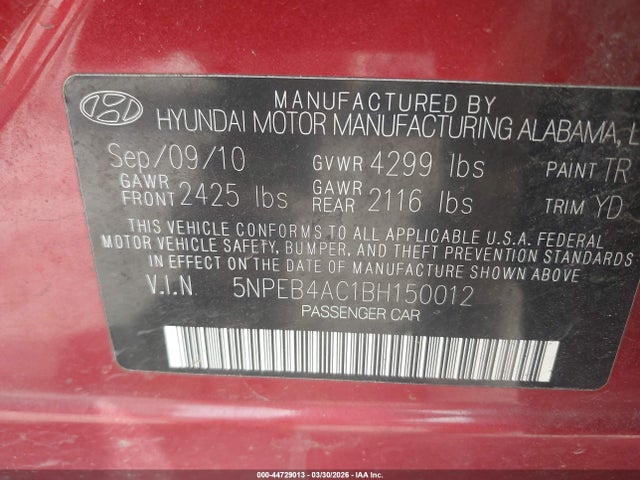 MANUFACTURED BY
HYUNDAI MOTOR MANUFACTURING ALABAMA, L
Sep/09/10 GVWR 4299 lbs PAINT TR
GAWR FRONT 2425 lbs GAWR REAR 2116 lbs TRIM YD
THIS VEHICLE CONFORMS TO ALL APPLICABLE U.S.A. FEDERAL
MOTOR VEHICLE SAFETY, BUMPER, AND THEFT PREVENTION
STANDARDS IN EFFECT ON THE DATE OF MANUFACTURE SHOWN ABOVE.
V.I.N. 5NPEB4AC1BH150012
PASSENGER CAR
000-44729013 — 03/30/2026 — IAA Inc.